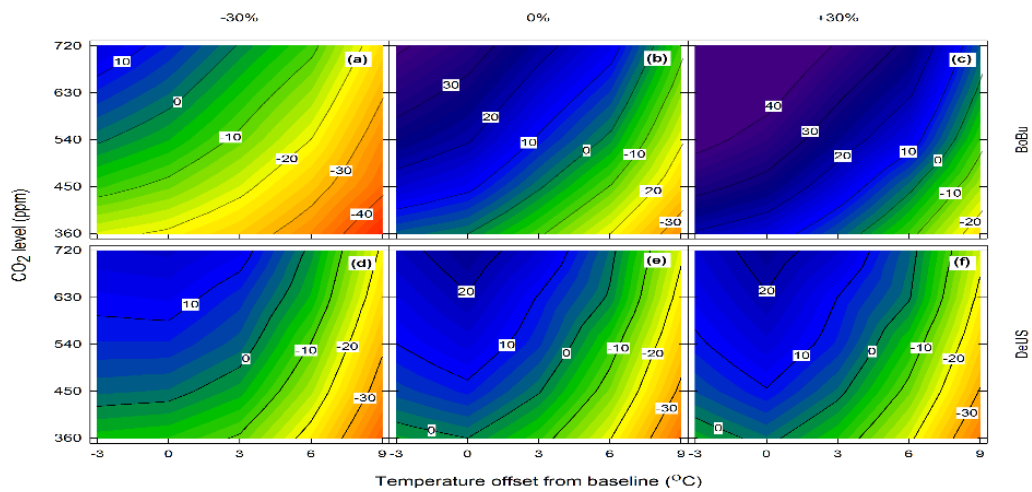 -30% 0% +30%
720 10 (a) (b) (c) BoBu
630 0 30 40
540 -10 20 30
-20 10 0 -10 20 10 0
450 -30 20 -10
360 -40 -30 -20
CO2 level (ppm)
720 (d) (e) (f) DeUS
630 10 20 20
540 0 -10 -20 10 0 -10 -20 10 0 -10 -20
450 -30 -30 -30
360 0 0
-3 0 3 6 9 -3 0 3 6 9 -3 0 3 6 9
Temperature offset from baseline (°C)